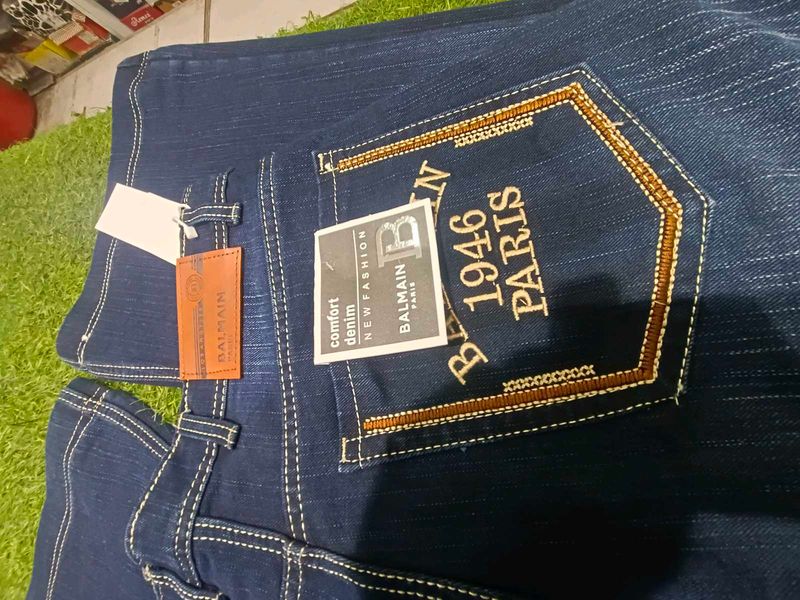 comfort
denim
NEW FASHION
B
BALMAIN
PARIS
BALMAIN
1946
PARIS
BALMAIN